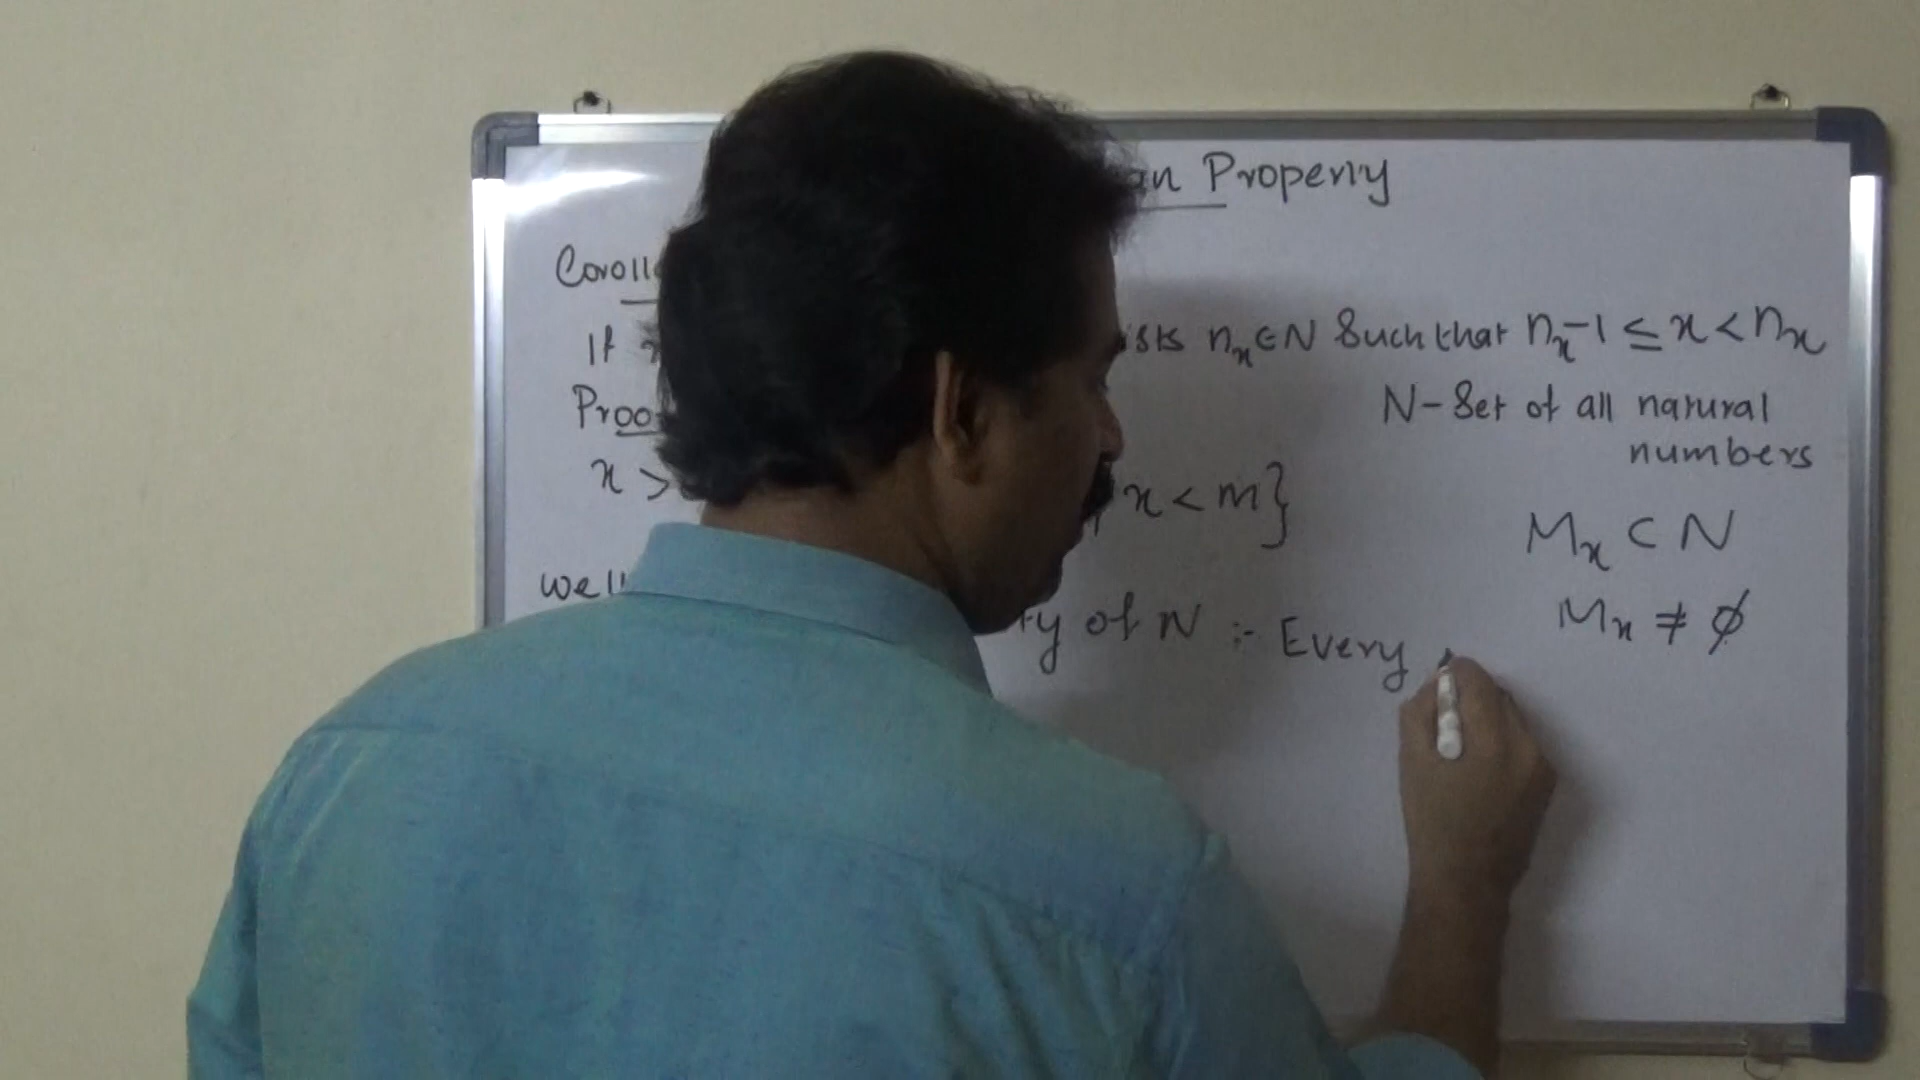 an Property
Coroll
If x ists nₓ∈N Such that nₓ-1 ≤ x < nₓ
Proo N-Set of all natural
numbers
x > x < m}
Mₓ ⊂ N
well ty of N :- Every
Mₓ ≠ ϕ